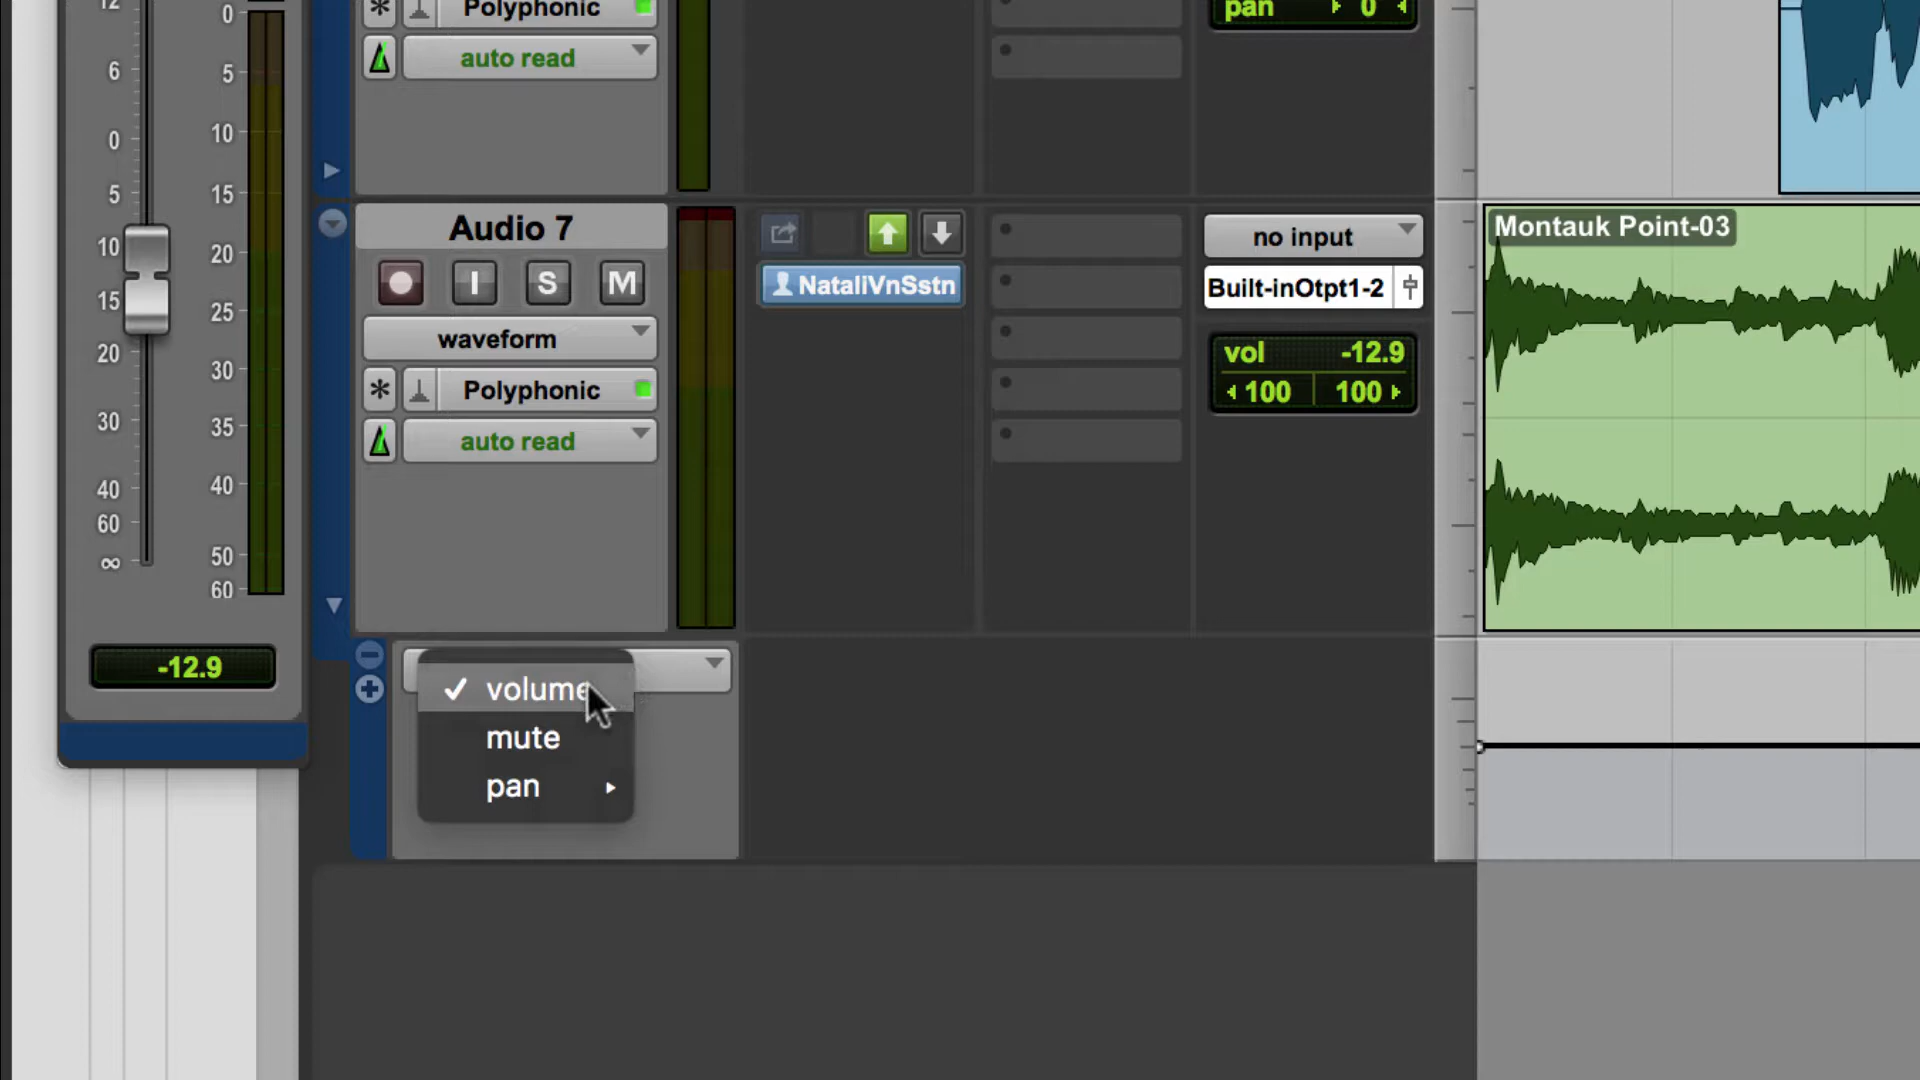 12
6
0
5
10
15
20
30
40
60
∞
0
5
10
15
20
25
30
35
40
50
60
-12.9
Polyphonic
auto read
pan 0
Audio 7
I S M
waveform
Polyphonic
auto read
NataliVnSstn
no input
Built-inOtpt1-2
vol -12.9
100 100
Montauk Point-03
volume
mute
pan